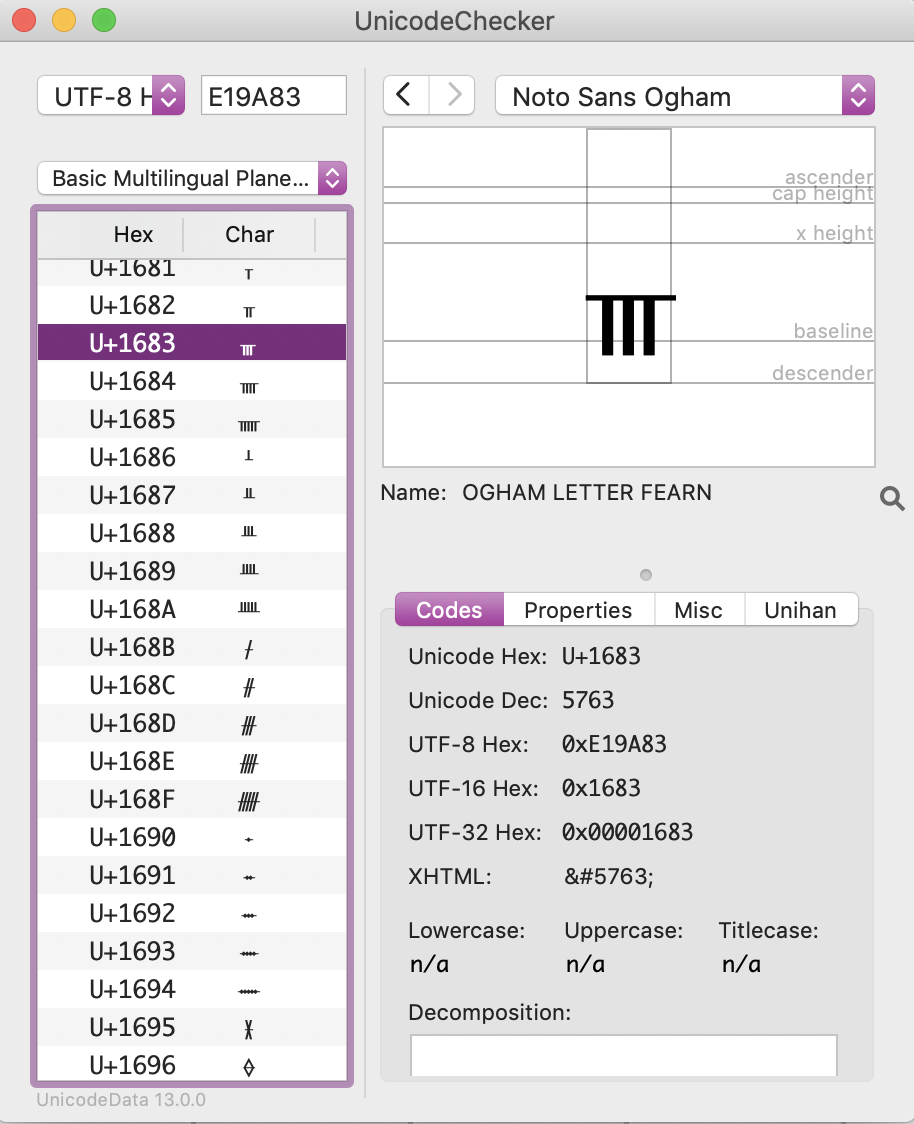 UnicodeChecker
UTF-8 H E19A83
Noto Sans Ogham
Basic Multilingual Plane...
Hex Char
U+1681 ᚁ
U+1682 ᚂ
U+1683 ᚃ
U+1684 ᚄ
U+1685 ᚅ
U+1686 ᚆ
U+1687 ᚇ
U+1688 ᚈ
U+1689 ᚉ
U+168A ᚊ
U+168B ᚋ
U+168C ᚌ
U+168D ᚍ
U+168E ᚎ
U+168F ᚏ
U+1690 ᚐ
U+1691 ᚑ
U+1692 ᚒ
U+1693 ᚓ
U+1694 ᚔ
U+1695 ᚕ
U+1696 ᚖ
UnicodeData 13.0.0
ascender
cap height
x height
ᚃ
baseline
descender
Name: OGHAM LETTER FEARN
Codes Properties Misc Unihan
Unicode Hex: U+1683
Unicode Dec: 5763
UTF-8 Hex: 0xE19A83
UTF-16 Hex: 0x1683
UTF-32 Hex: 0x00001683
XHTML: &#5763;
Lowercase: Uppercase: Titlecase:
n/a n/a n/a
Decomposition: